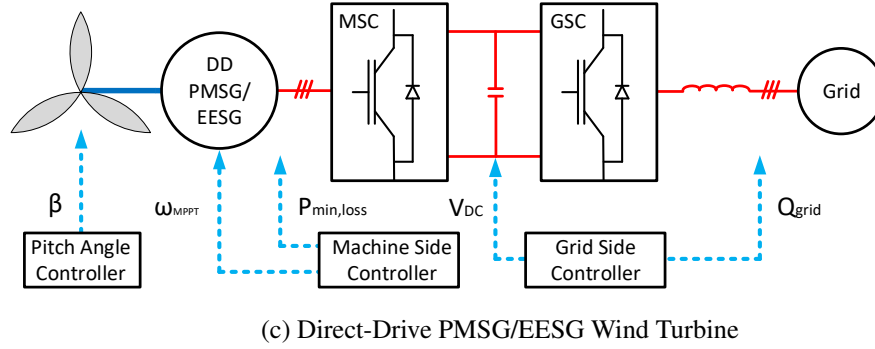 MSC
GSC
DD
PMSG/
EESG
Grid
β
ωMPPT
Pmin,loss
VDC
Qgrid
Pitch Angle
Controller
Machine Side
Controller
Grid Side
Controller
(c) Direct-Drive PMSG/EESG Wind Turbine